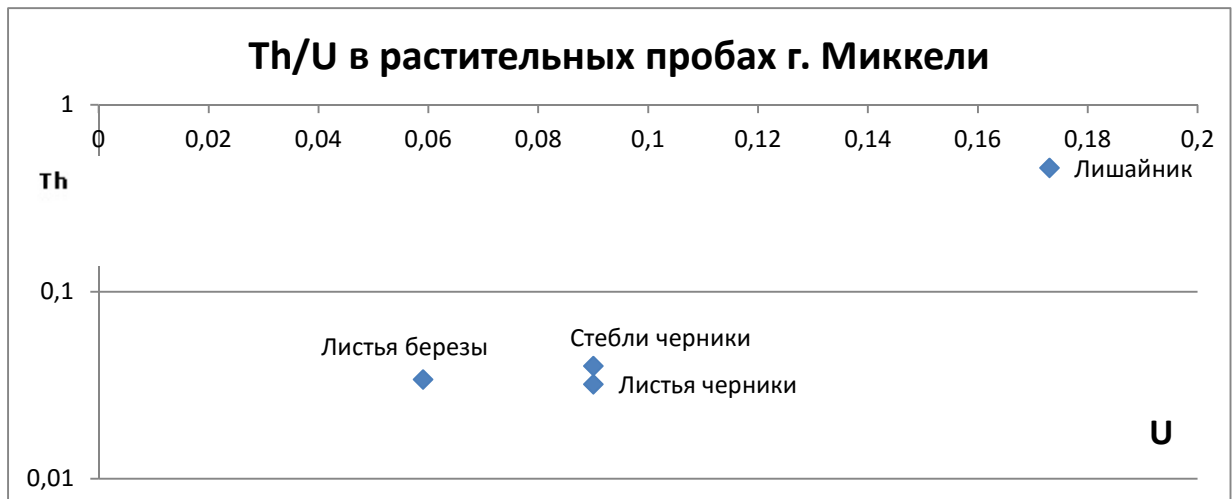 Th/U в растительных пробах г. Миккели
1
0 0,02 0,04 0,06 0,08 0,1 0,12 0,14 0,16 0,18 0,2
Лишайник
Th
0,1
Стебли черники
Листья березы
Листья черники
U
0,01